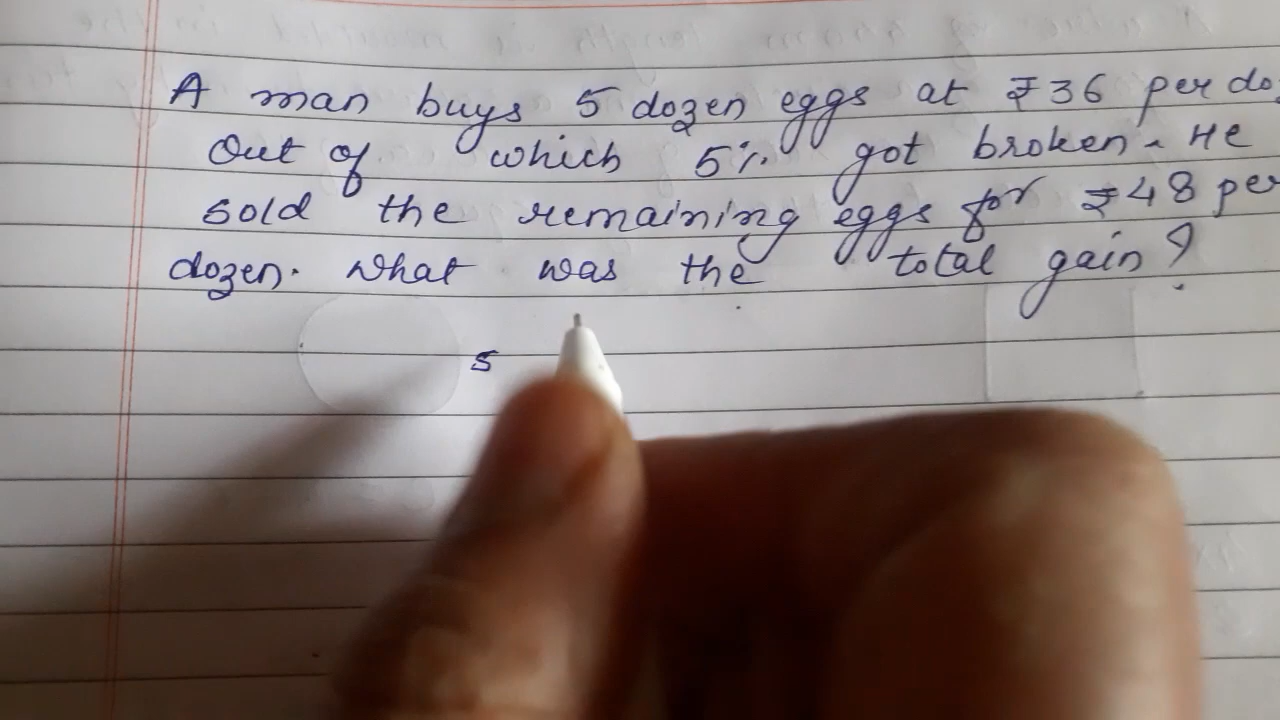 A man buys 5 dozen eggs at ₹36 per do
Out of which 5% got broken. He
sold the remaining eggs for ₹48 per
dozen. What was the total gain?
S